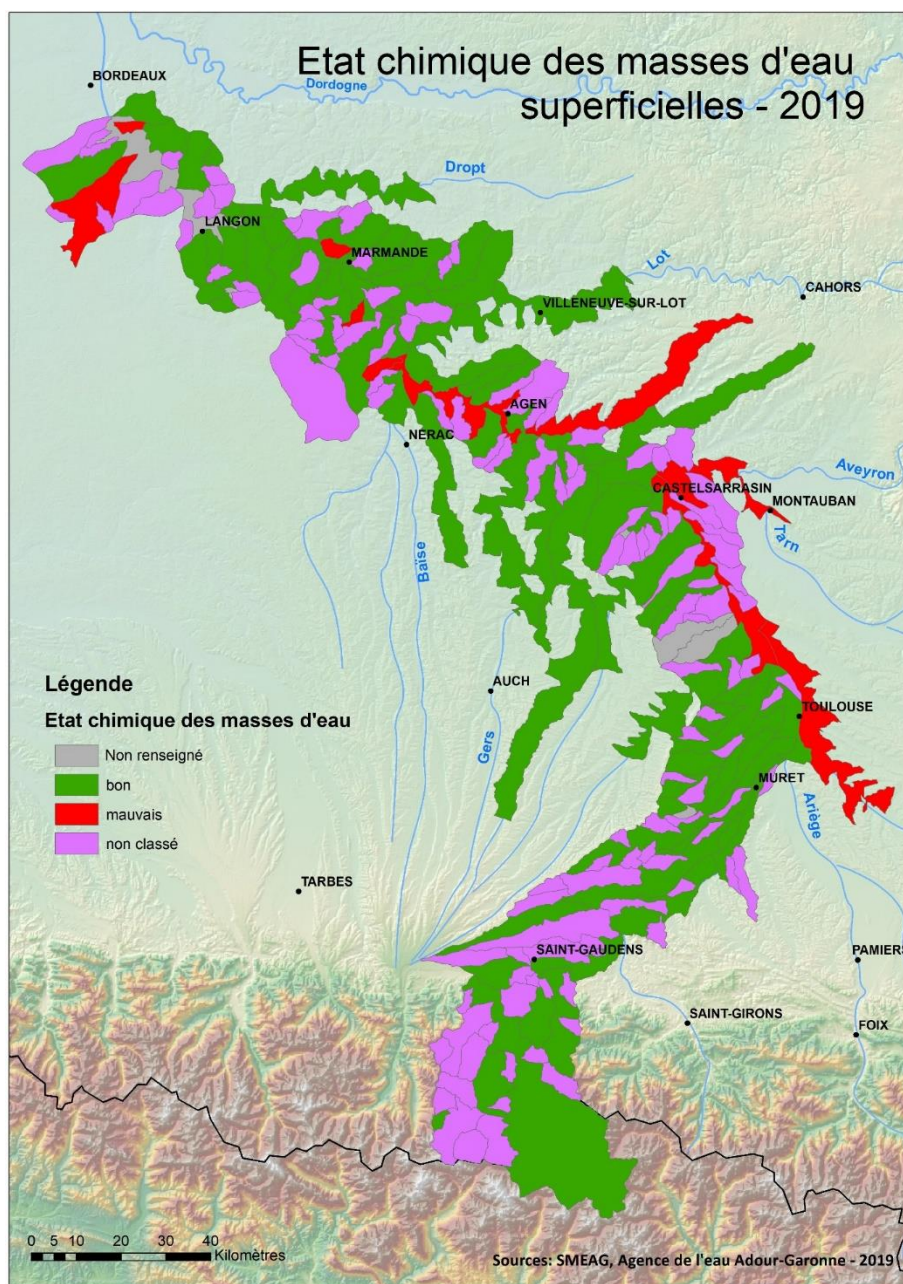 Etat chimique des masses d'eau
superficielles - 2019
BORDEAUX
Dordogne
Dropt
LANGON
MARMANDE
Lot
CAHORS
VILLENEUVE-SUR-LOT
AGEN
NERAC
Aveyron
CASTELSARRASIN
MONTAUBAN
Tarn
Baïse
AUCH
Gers
TOULOUSE
MURET
Ariège
Légende
Etat chimique des masses d'eau
Non renseigné
bon
mauvais
non classé
TARBES
SAINT-GAUDENS
PAMIERS
SAINT-GIRONS
FOIX
0 5 10 20 30 40
Kilomètres
Sources: SMEAG, Agence de l'eau Adour-Garonne - 2019